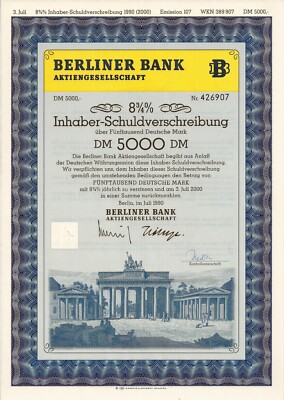 3. Juli 8¾% Inhaber-Schuldverschreibung 1990 (2000) Emission 107 WKN 389 907 DM 5000,-
BERLINER BANK
AKTIENGESELLSCHAFT
B
DM 5000,- Nr. 426907
8¾%
Inhaber-Schuldverschreibung
über Fünftausend Deutsche Mark
DM 5000 DM
Die Berliner Bank Aktiengesellschaft begibt aus Anlaß
der Deutschen Währungsunion diese Inhaber-Schuldverschreibung.
Wir verpflichten uns, dem Inhaber dieser Schuldverschreibung
gemäß den umstehenden Bedingungen den Betrag von
FÜNFTAUSEND DEUTSCHE MARK
mit 8¾% jährlich zu verzinsen und am 3. Juli 2000
in einer Summe zurückzuzahlen.
Berlin, im Juli 1990
BERLINER BANK
AKTIENGESELLSCHAFT
Kontrollunterschrift